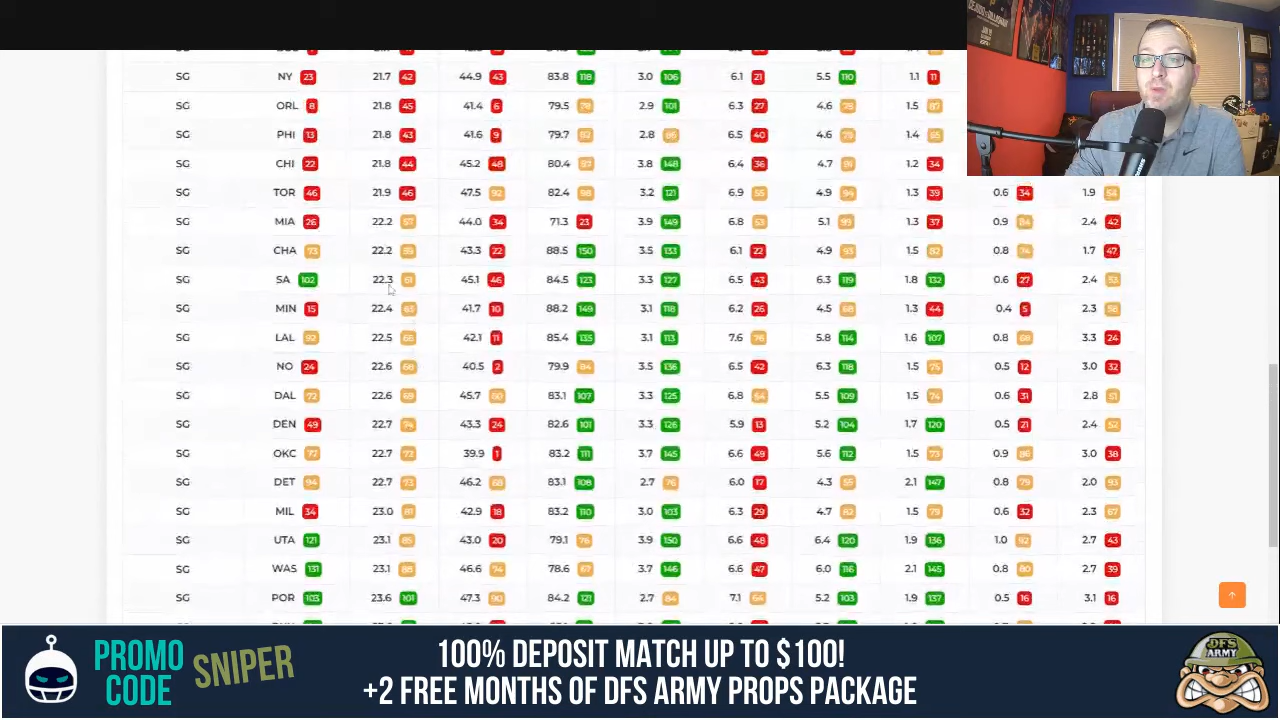 SG NY 23 21.7 42 44.9 43 83.8 118 3.0 106 6.1 21 5.5 110 1.1 11
SG ORL 8 21.8 45 41.4 6 79.5 2.9 101 6.3 27 4.6 1.5 87
SG PHI 13 21.8 43 41.6 9 79.7 2.8 6.5 40 4.6 1.4
SG CHI 22 21.8 44 45.2 48 80.4 3.8 148 6.4 36 4.7 1.2 34
SG TOR 46 21.9 46 47.5 92 82.4 98 3.2 121 6.9 55 4.9 1.3 39 0.6 34 1.9 54
SG MIA 26 22.2 57 44.0 34 71.3 23 3.9 149 6.8 53 5.1 99 1.3 37 0.9 2.4 42
SG CHA 73 22.2 59 43.3 22 88.5 150 3.5 133 6.1 22 4.9 93 1.5 82 0.8 74 1.7 47
SG SA 102 22.3 61 45.1 46 84.5 123 3.3 127 6.5 43 6.3 119 1.8 132 0.6 27 2.4 53
SG MIN 15 22.4 41.7 10 88.2 149 3.1 118 6.2 26 4.5 1.3 44 0.4 5 2.3
SG LAL 92 22.5 42.1 11 85.4 135 3.1 113 7.6 5.8 114 1.6 107 0.8 68 3.3 24
SG NO 24 22.6 68 40.5 2 79.9 84 3.5 136 6.5 42 6.3 118 1.5 0.5 12 3.0 32
SG DAL 72 22.6 69 45.7 83.1 107 3.3 125 6.8 5.5 109 1.5 74 0.6 31 2.8 51
SG DEN 49 22.7 74 43.3 24 82.6 101 3.3 126 5.9 13 5.2 104 1.7 120 0.5 21 2.4 52
SG OKC 77 22.7 72 39.9 1 83.2 111 3.7 145 6.6 49 5.6 112 1.5 73 0.9 86 3.0 38
SG DET 94 22.7 73 46.2 68 83.1 108 2.7 76 6.0 17 4.3 55 2.1 147 0.8 79 2.0 93
SG MIL 34 23.0 81 42.9 18 83.2 110 3.0 103 6.3 29 4.7 82 1.5 79 0.6 32 2.3 67
SG UTA 121 23.1 85 43.0 20 79.1 76 3.9 150 6.6 48 6.4 120 1.9 136 1.0 92 2.7 43
SG WAS 131 23.1 88 46.6 74 78.6 67 3.7 146 6.6 47 6.0 116 2.1 145 0.8 80 2.7 39
SG POR 103 23.6 101 47.3 90 84.2 121 2.7 84 7.1 64 5.2 103 1.9 137 0.5 16 3.1 16
PROMO CODE SNIPER
100% DEPOSIT MATCH UP TO $100!
+2 FREE MONTHS OF DFS ARMY PROPS PACKAGE
DFS ARMY